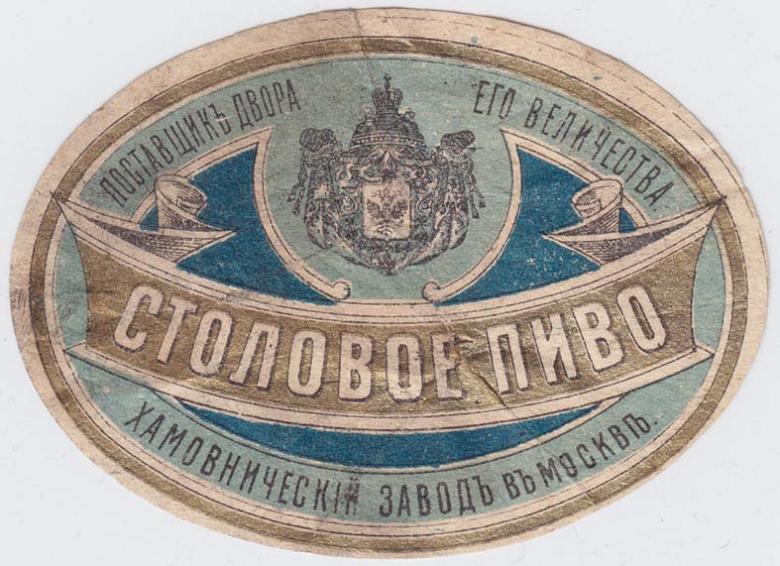 ПОСТАВЩИКЪ ДВОРА ЕГО ВЕЛИЧЕСТВА
СТОЛОВОЕ ПИВО
ХАМОВНИЧЕСКІЙ ЗАВОДЪ ВЪ МОСКВѢ.